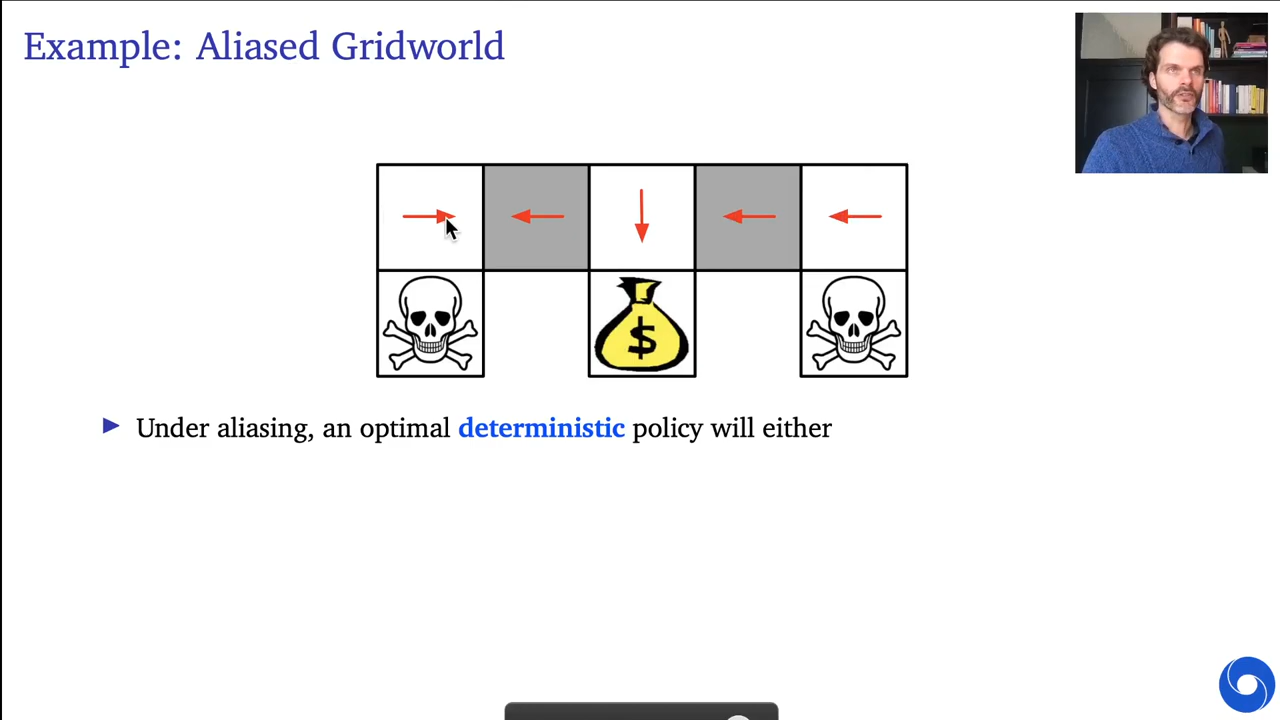 Example: Aliased Gridworld
$
▶ Under aliasing, an optimal deterministic policy will either